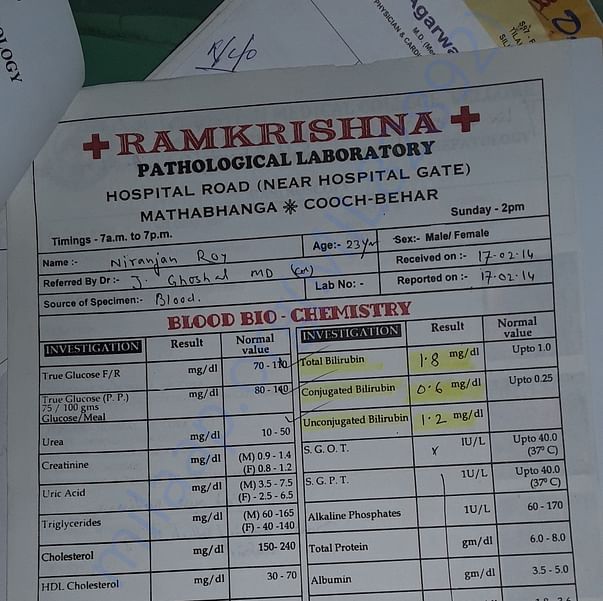 OLOGY
R/c/o
Agarwa
M.D. (Me
PHYSICIAN & CARDI
RAMKRISHNA
PATHOLOGICAL LABORATORY
HOSPITAL ROAD (NEAR HOSPITAL GATE)
MATHABHANGA ❋ COOCH-BEHAR
Timings - 7a.m. to 7p.m. Sunday - 2pm
Name :- Niranjan Roy Age:- 23 Yrs Sex:- Male/ Female
Referred By Dr :- J. Ghoshal MD (Cal) Received on :- 17.02.14
Source of Specimen:- Blood. Lab No: - Reported on :- 17.02.14
BLOOD BIO - CHEMISTRY
INVESTIGATION Result Normal value
True Glucose F/R mg/dl 70 - 110
True Glucose (P. P.) 75 / 100 gms Glucose/Meal mg/dl 80 - 140
Urea mg/dl 10 - 50
Creatinine mg/dl (M) 0.9 - 1.4 (F) 0.8 - 1.2
Uric Acid mg/dl (M) 3.5 - 7.5 (F) - 2.5 - 6.5
Triglycerides mg/dl (M) 60 -165 (F) - 40 -140
Cholesterol mg/dl 150- 240
HDL Cholesterol mg/dl 30 - 70
INVESTIGATION Result Normal value
Total Bilirubin 1.8 mg/dl Upto 1.0
Conjugated Bilirubin 0.6 mg/dl Upto 0.25
Unconjugated Bilirubin 1.2 mg/dl
S. G. O. T. IU/L Upto 40.0 (37° C)
S. G. P. T. 1U/L Upto 40.0 (37° C)
Alkaline Phosphates 1U/L 60 - 170
Total Protein gm/dl 6.0 - 8.0
Albumin gm/dl 3.5 - 5.0